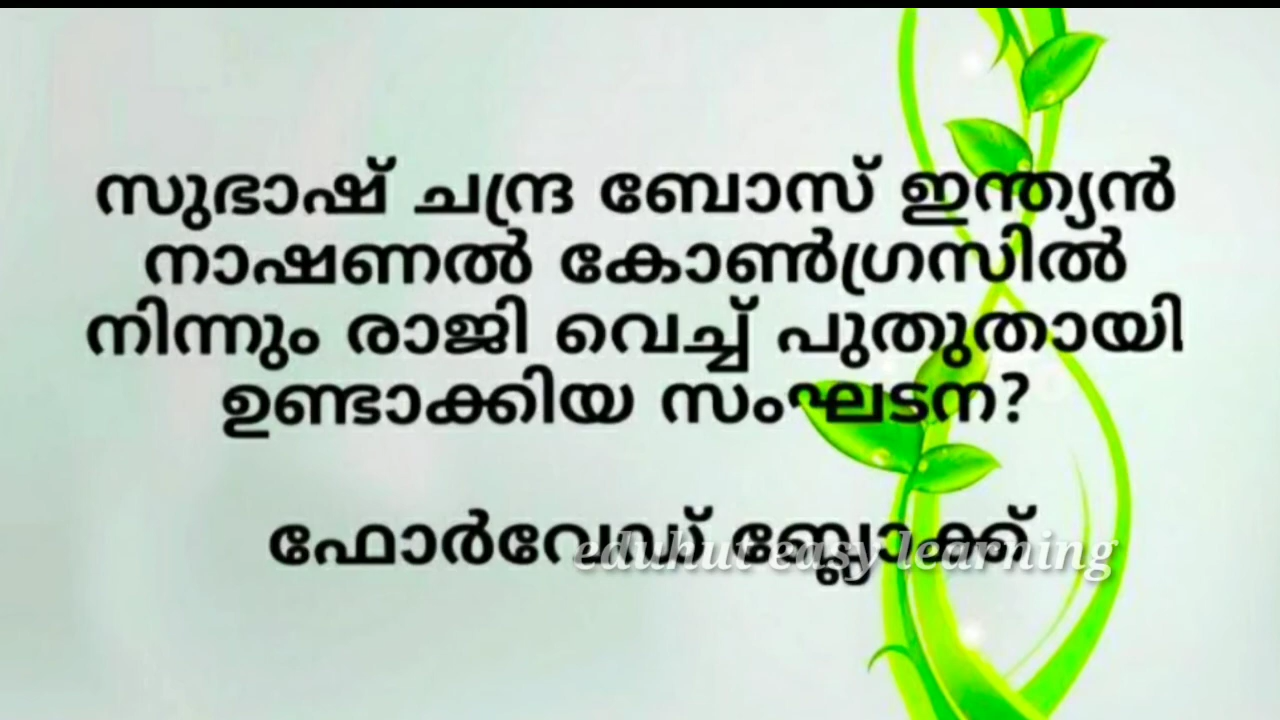 സുഭാഷ് ചന്ദ്ര ബോസ് ഇന്ത്യൻ
നാഷണൽ കോൺഗ്രസിൽ
നിന്നും രാജി വെച്ച് പുതുതായി
ഉണ്ടാക്കിയ സംഘടന?
ഫോർവേഡ് ബ്ലോക്ക്
eduhut easy learning